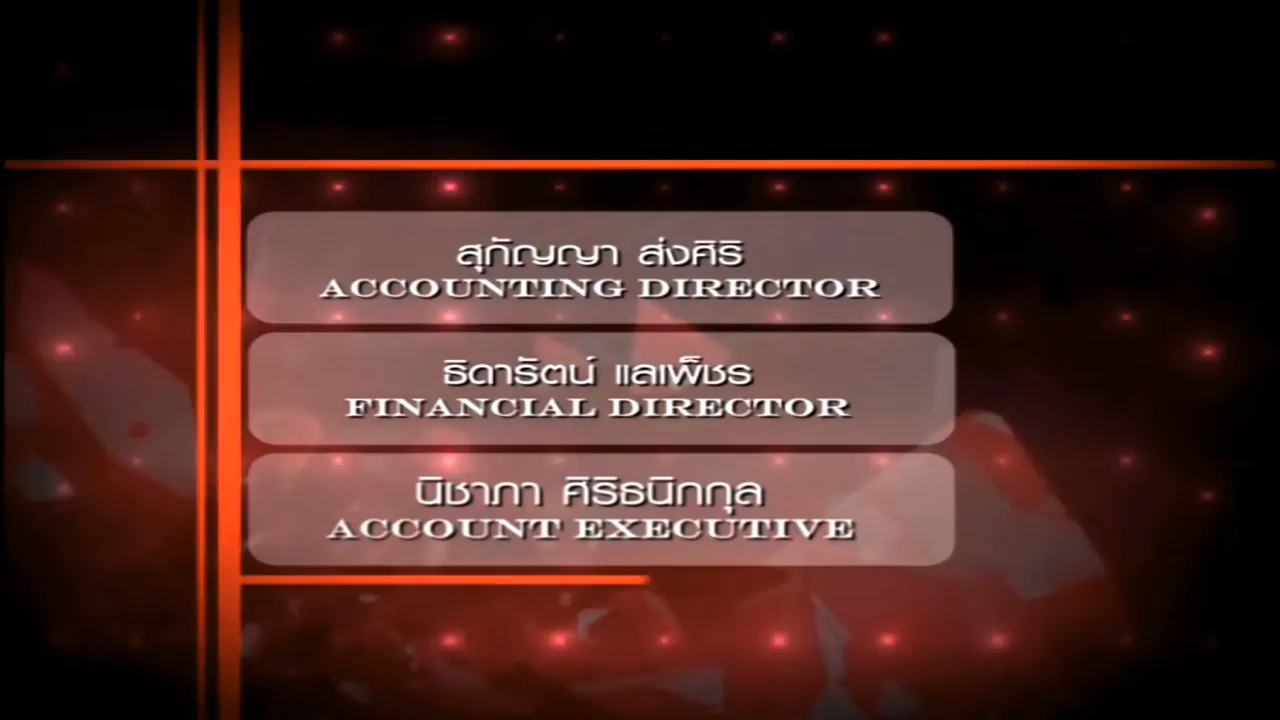 สุกัญญา ส่งศิริ
ACCOUNTING DIRECTOR
ธิดารัตน์ แลเพ็ชร
FINANCIAL DIRECTOR
นิชาภา ศิริธนิกกุล
ACCOUNT EXECUTIVE